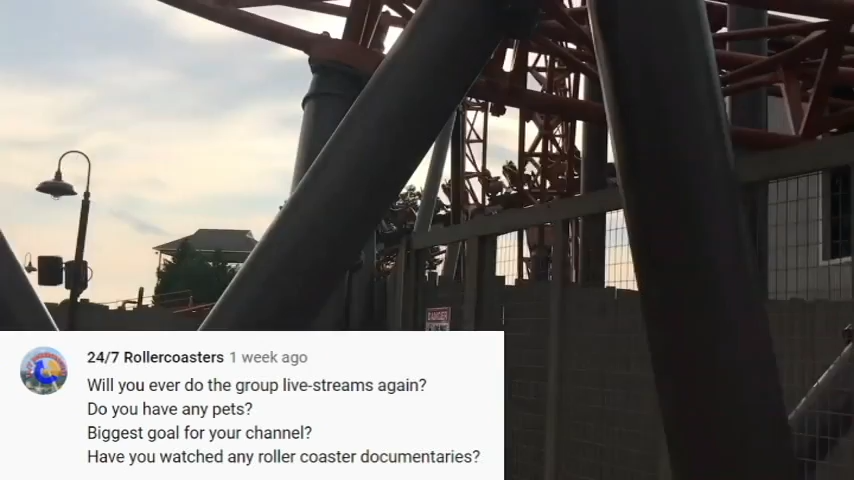 DANGER
24/7 Rollercoasters 1 week ago
Will you ever do the group live-streams again?
Do you have any pets?
Biggest goal for your channel?
Have you watched any roller coaster documentaries?